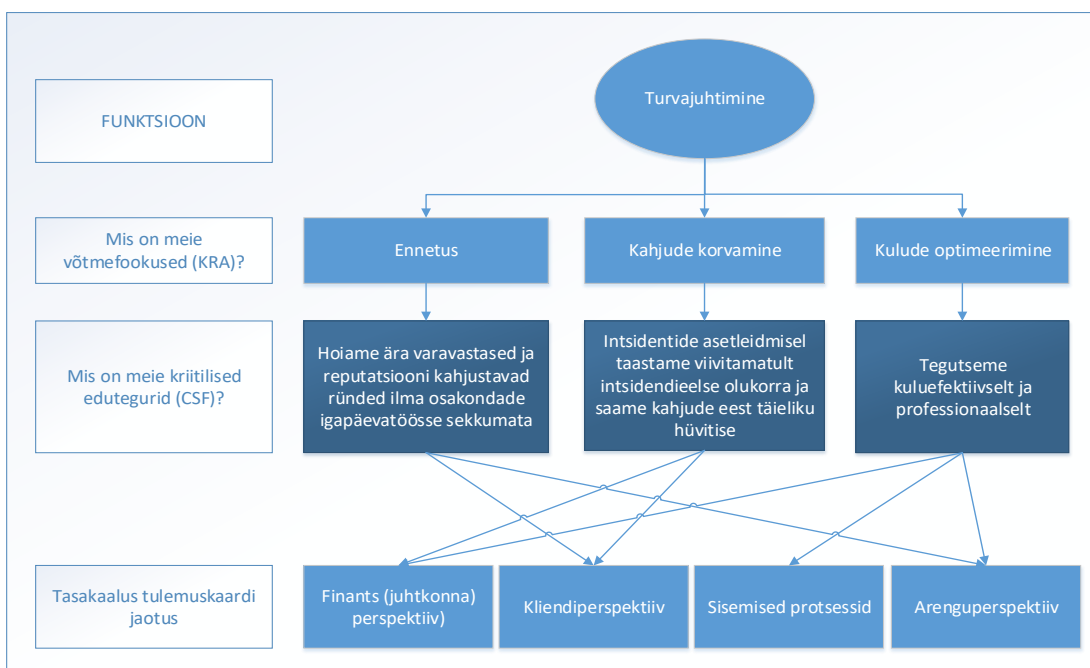 FUNKTSIOON
Turvajuhtimine
Mis on meie
võtmefookused (KRA)?
Ennetus
Kahjude korvamine
Kulude optimeerimine
Mis on meie kriitilised
edutegurid (CSF)?
Hoiame ära varavastased ja
reputatsiooni kahjustavad
ründed ilma osakondade
igapäevatöösse sekkumata
Intsidentide asetleidmisel
taastame viivitamatult
intsidendieelse olukorra ja
saame kahjude eest täieliku
hüvitise
Tegutseme
kuluefektiivselt ja
professionaalselt
Tasakaalus tulemuskaardi
jaotus
Finants (juhtkonna)
perspektiiv)
Kliendiperspektiiv
Sisemised protsessid
Arenguperspektiiv